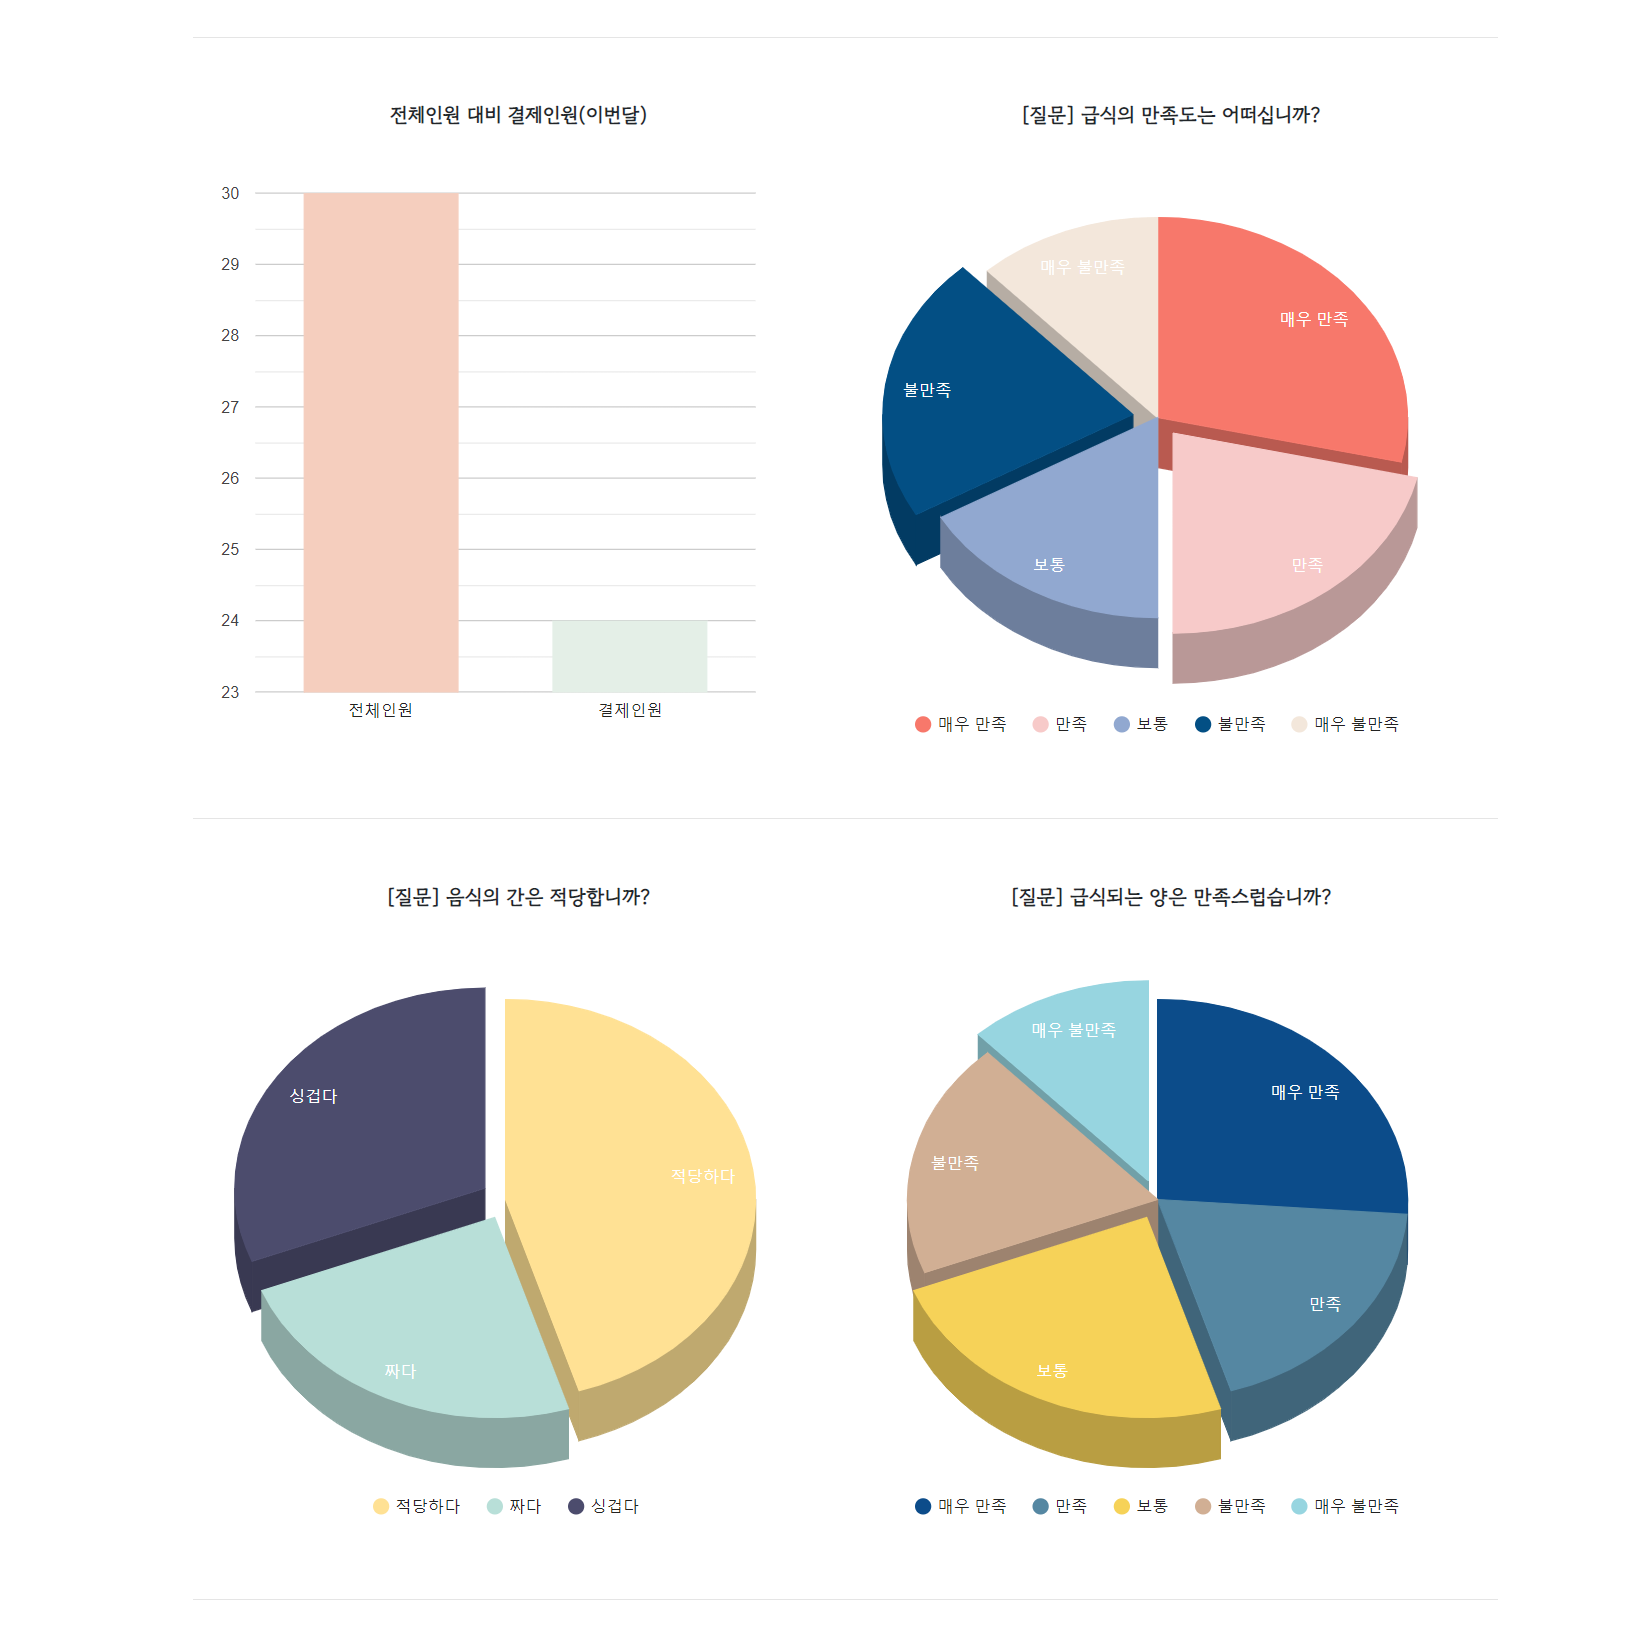 전체인원 대비 결제인원(이번달)
30
29
28
27
26
25
24
23
전체인원 결제인원
[질문] 급식의 만족도는 어떠십니까?
매우 불만족
매우 만족
불만족
보통
만족
매우 만족 만족 보통 불만족 매우 불만족
[질문] 음식의 간은 적당합니까?
싱겁다
적당하다
짜다
적당하다 짜다 싱겁다
[질문] 급식되는 양은 만족스럽습니까?
매우 불만족
매우 만족
불만족
만족
보통
매우 만족 만족 보통 불만족 매우 불만족